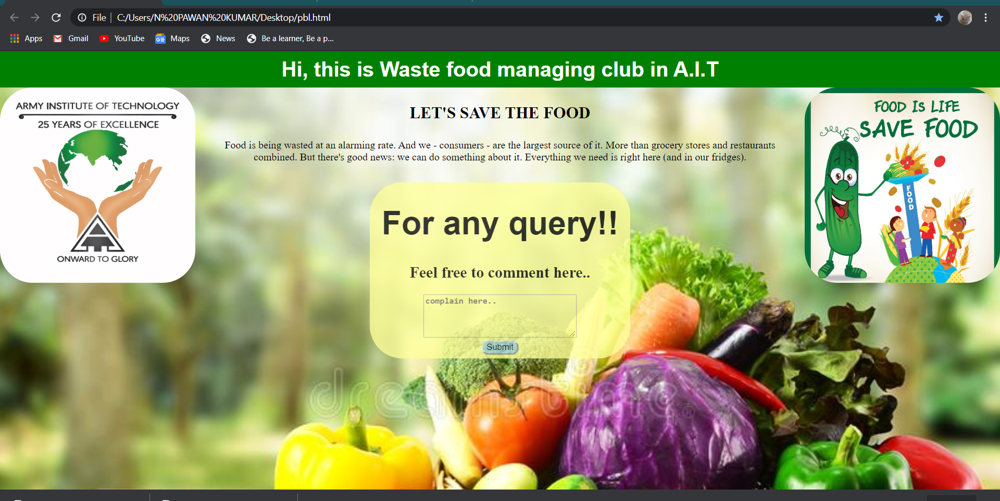 File | C:/Users/N%20PAWAN%20KUMAR/Desktop/pbl.html
Apps Gmail YouTube Maps News Be a learner, Be a p...
Hi, this is Waste food managing club in A.I.T
ARMY INSTITUTE OF TECHNOLOGY
25 YEARS OF EXCELLENCE
ONWARD TO GLORY
LET'S SAVE THE FOOD
Food is being wasted at an alarming rate. And we - consumers - are the largest source of it. More than grocery stores and restaurants
combined. But there's good news: we can do something about it. Everything we need is right here (and in our fridges).
For any query!!
Feel free to comment here..
complain here..
Submit
FOOD IS LIFE
SAVE FOOD
FOOD
dreamstime